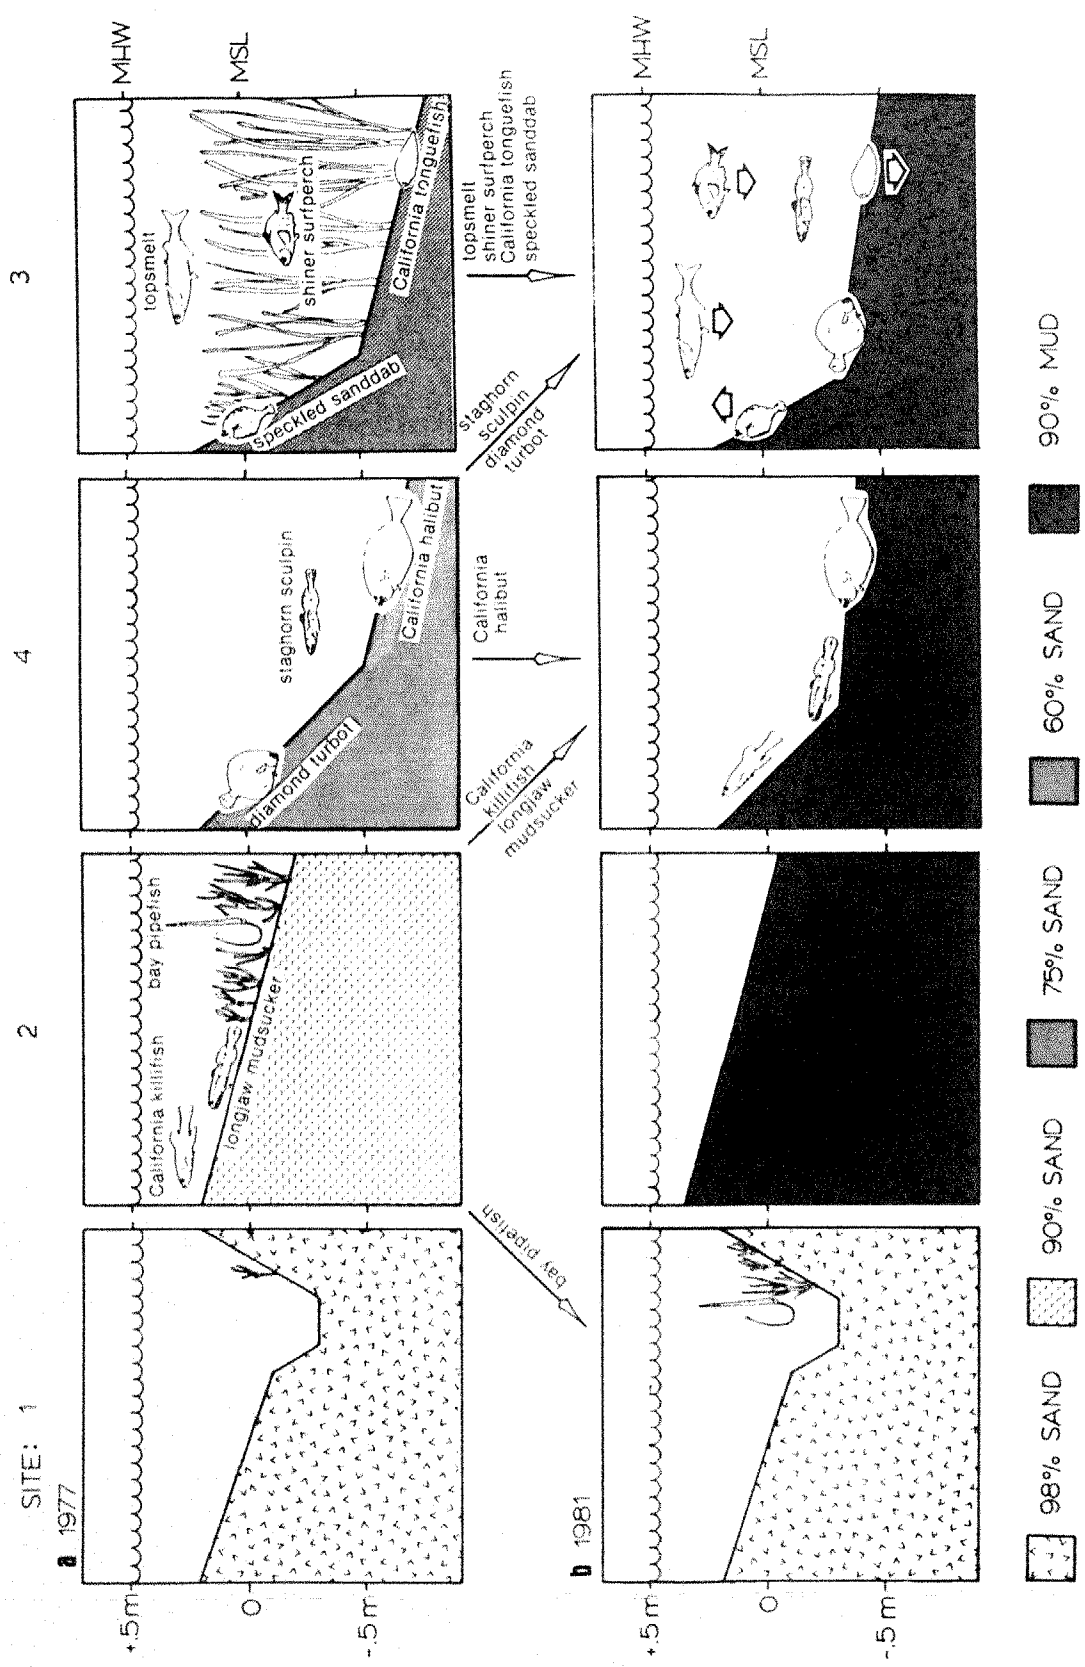 SITE: 1
2
4
3
a 1977
+.5m
0
-.5m
MHW
MSL
California killifish
bay pipefish
longjaw mudsucker
diamond turbot
staghorn sculpin
California halibut
topsmelt
shiner surfperch
speckled sanddab
California tonguefish
bay pipefish
California
killifish
longjaw
mudsucker
California
halibut
staghorn
sculpin
diamond
turbot
topsmelt
shiner surfperch
California tonguefish
speckled sanddab
b 1981
+.5m
0
-.5m
MHW
MSL
98% SAND
90% SAND
75% SAND
60% SAND
90% MUD